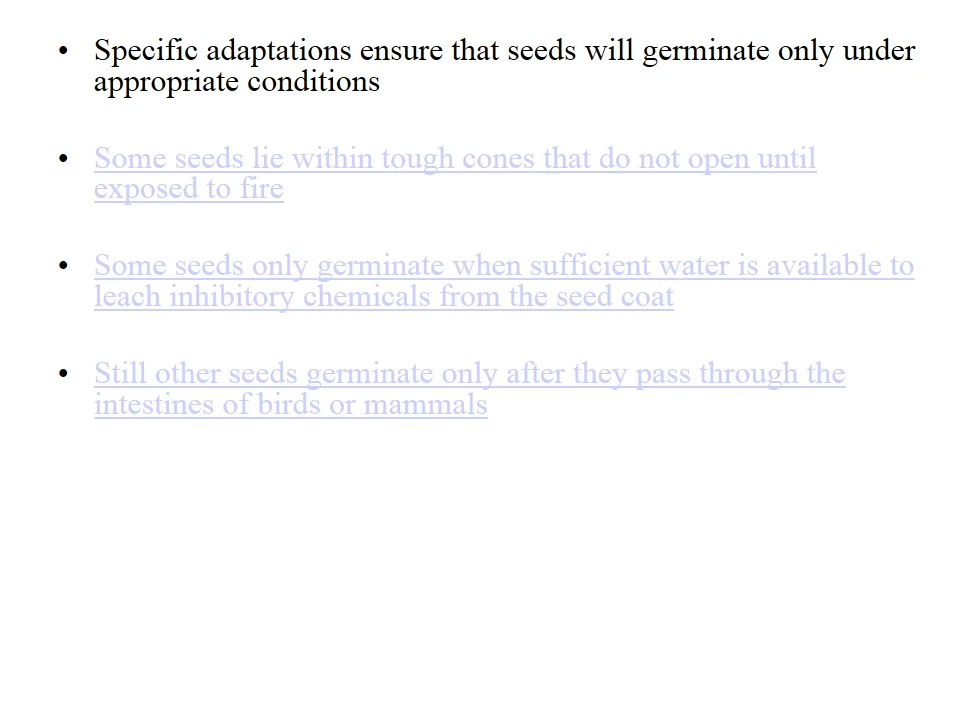 • Specific adaptations ensure that seeds will germinate only under
appropriate conditions
• Some seeds lie within tough cones that do not open until
exposed to fire
• Some seeds only germinate when sufficient water is available to
leach inhibitory chemicals from the seed coat
• Still other seeds germinate only after they pass through the
intestines of birds or mammals